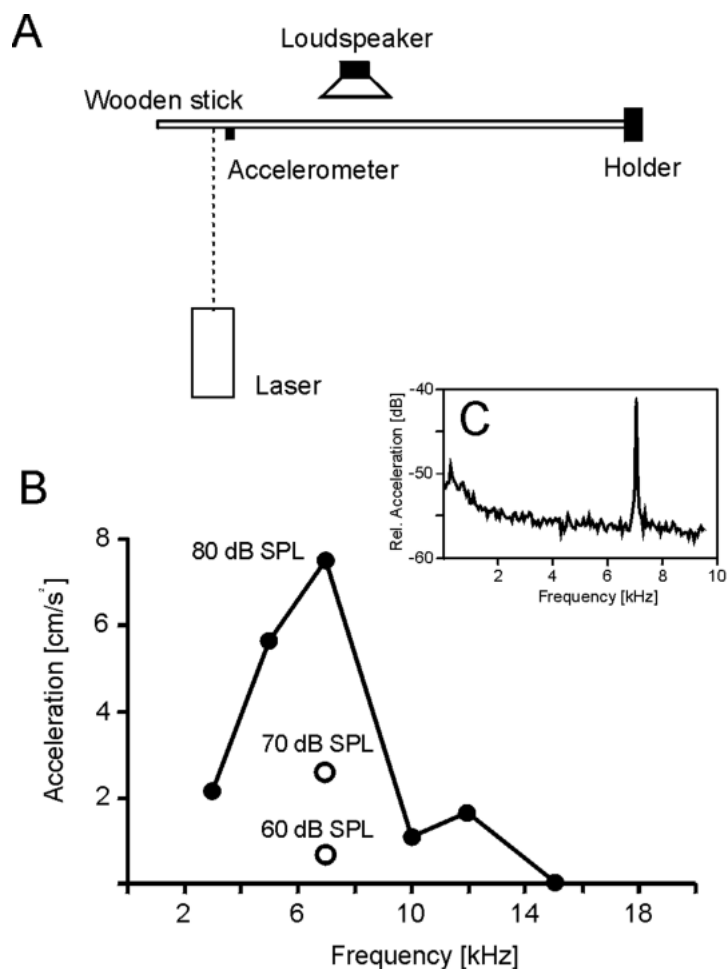 A
Loudspeaker
Wooden stick
Accelerometer
Holder
Laser
C
Rel. Acceleration [dB]
-40
-50
-60
2 4 6 8 10
Frequency [kHz]
B
Acceleration [cm/s²]
8
6
4
2
80 dB SPL
70 dB SPL
60 dB SPL
2 6 10 14 18
Frequency [kHz]